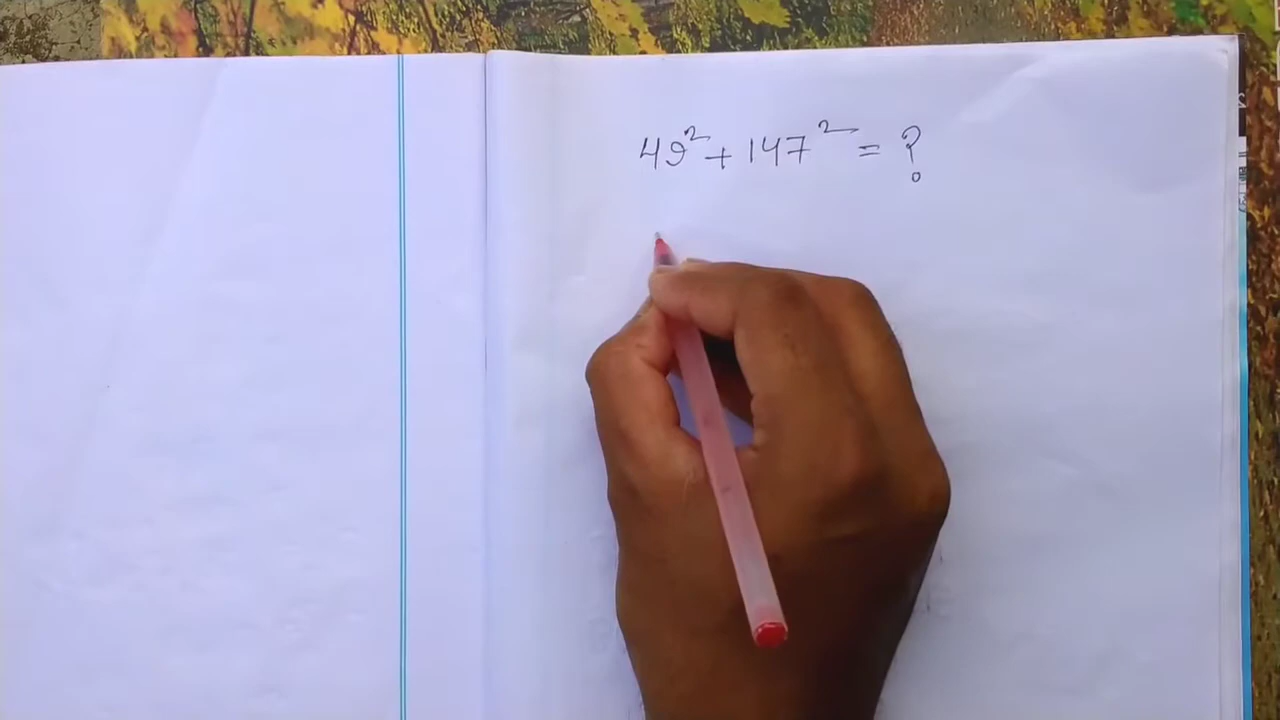 49² + 147² = ?